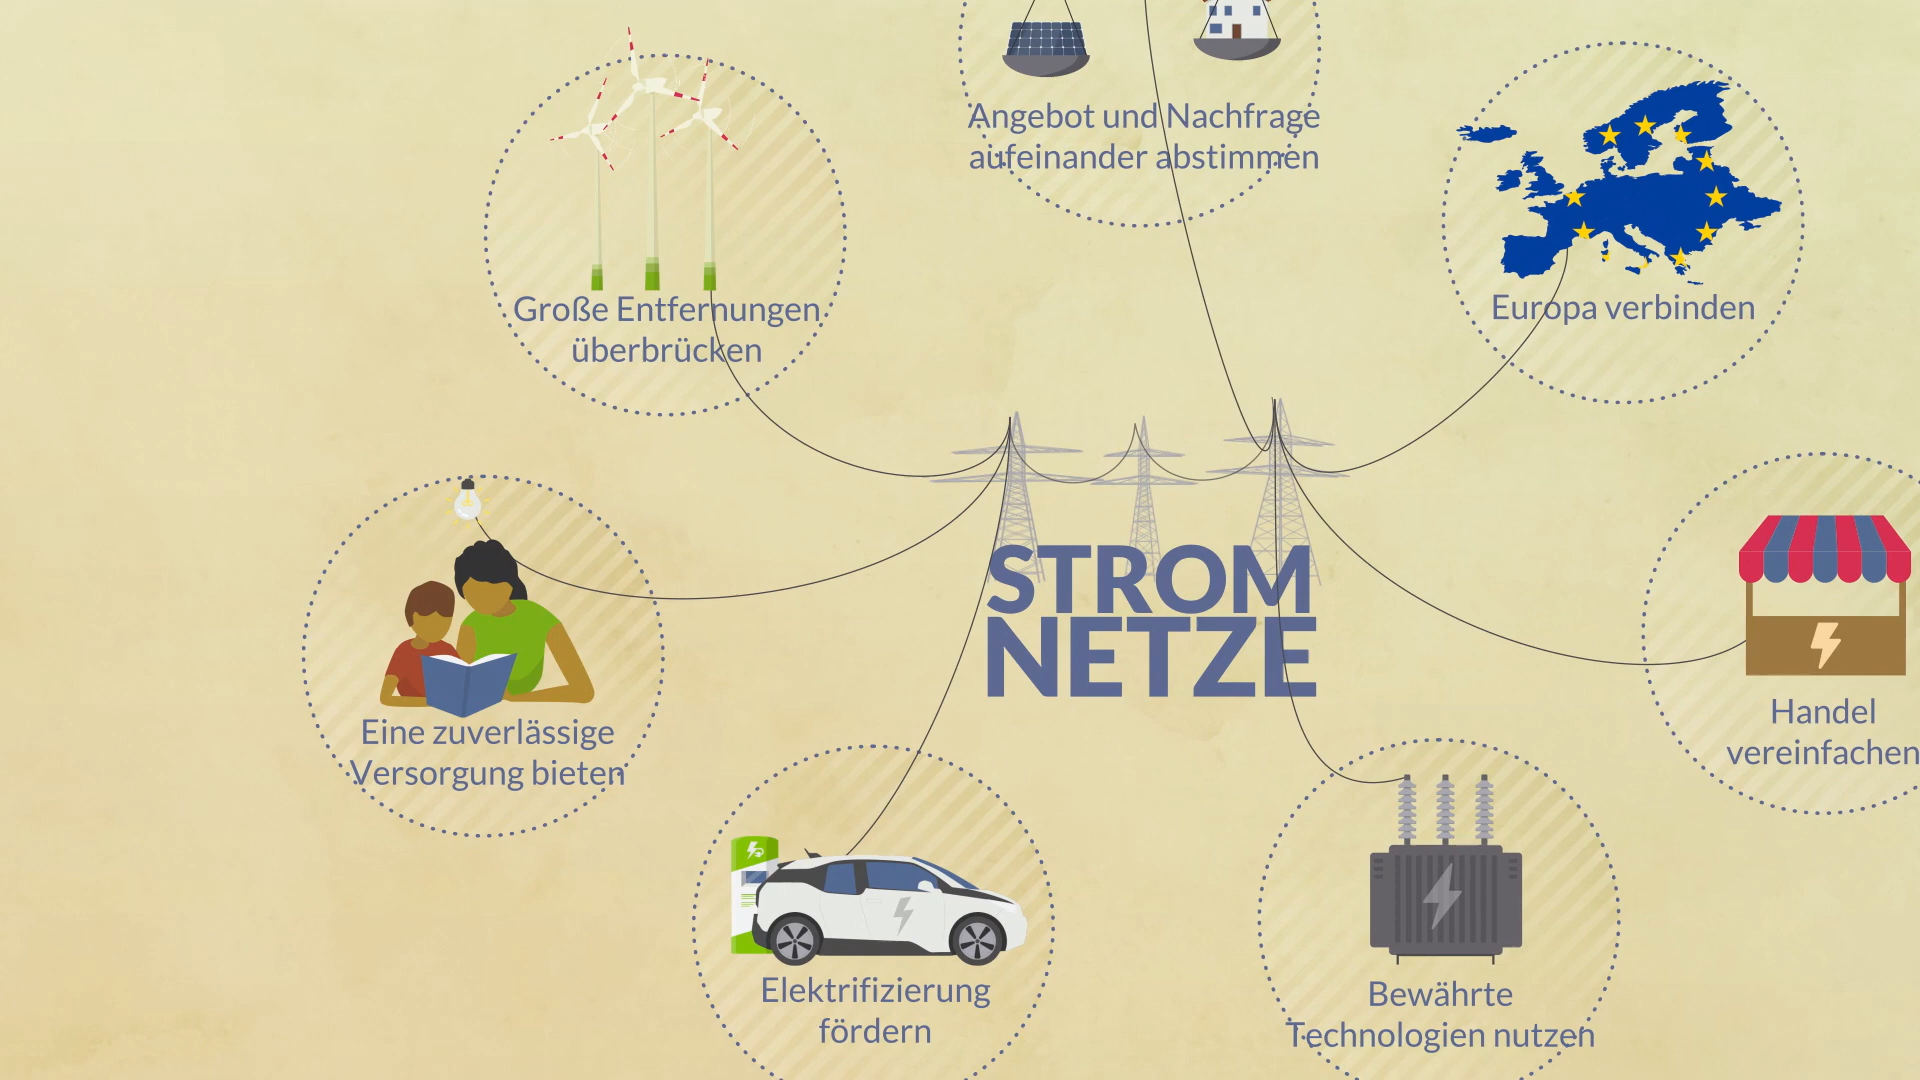 Angebot und Nachfrage
aufeinander abstimmen
Große Entfernungen
überbrücken
Europa verbinden
STROM
NETZE
Eine zuverlässige
Versorgung bieten
Handel
vereinfachen
Elektrifizierung
fördern
Bewährte
Technologien nutzen